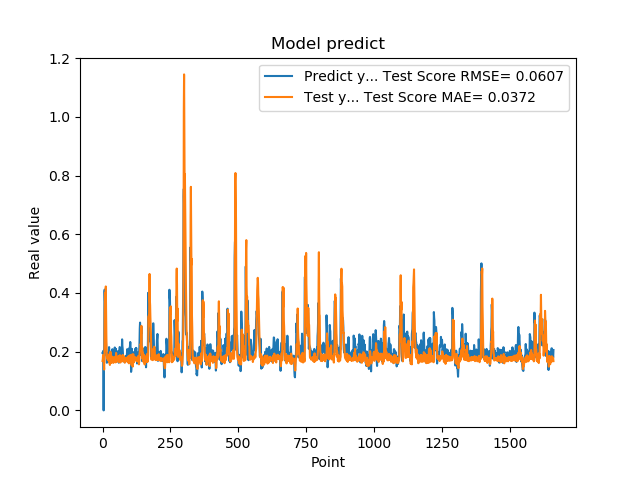 Model predict
Predict y... Test Score RMSE= 0.0607
Test y... Test Score MAE= 0.0372
1.2
1.0
0.8
0.6
0.4
0.2
0.0
Real value
0 250 500 750 1000 1250 1500
Point